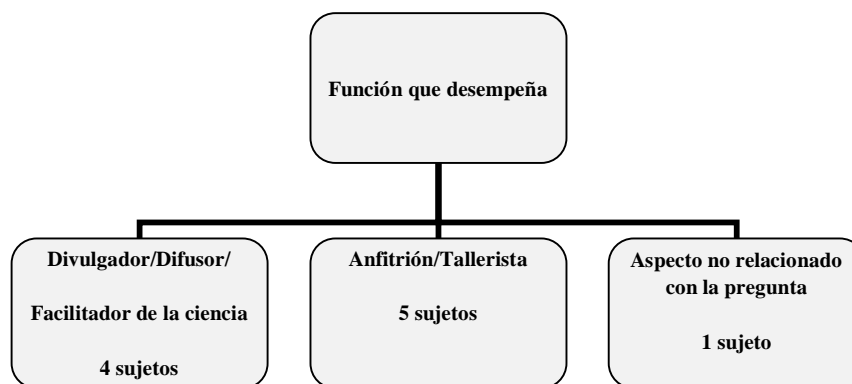 Función que desempeña
Divulgador/Difusor/
Facilitador de la ciencia
4 sujetos
Anfitrión/Tallerista
5 sujetos
Aspecto no relacionado
con la pregunta
1 sujeto